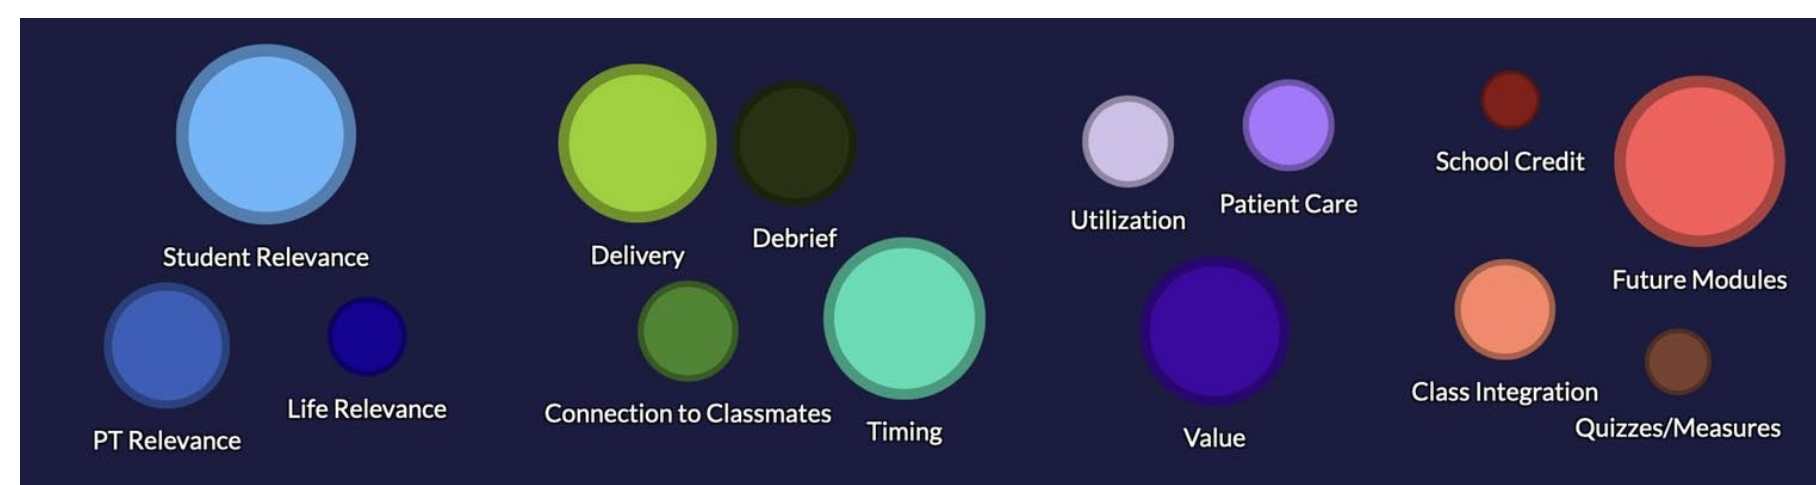 Student Relevance
PT Relevance
Life Relevance
Delivery
Debrief
Connection to Classmates
Timing
Utilization
Patient Care
Value
School Credit
Future Modules
Class Integration
Quizzes/Measures